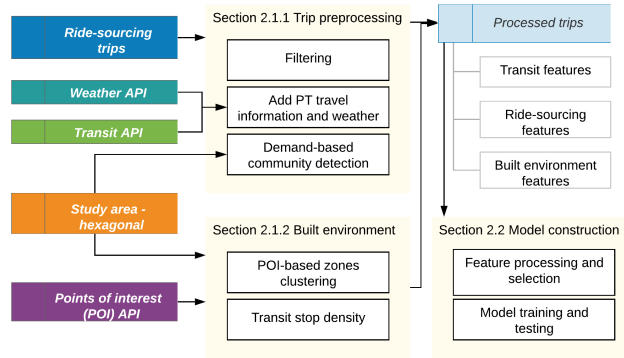 Ride-sourcing
trips
Weather API
Transit API
Study area -
hexagonal
Points of interest
(POI) API
Section 2.1.1 Trip preprocessing
Filtering
Add PT travel
information and weather
Demand-based
community detection
Section 2.1.2 Built environment
POI-based zones
clustering
Transit stop density
Processed trips
Transit features
Ride-sourcing
features
Built environment
features
Section 2.2 Model construction
Feature processing and
selection
Model training and
testing